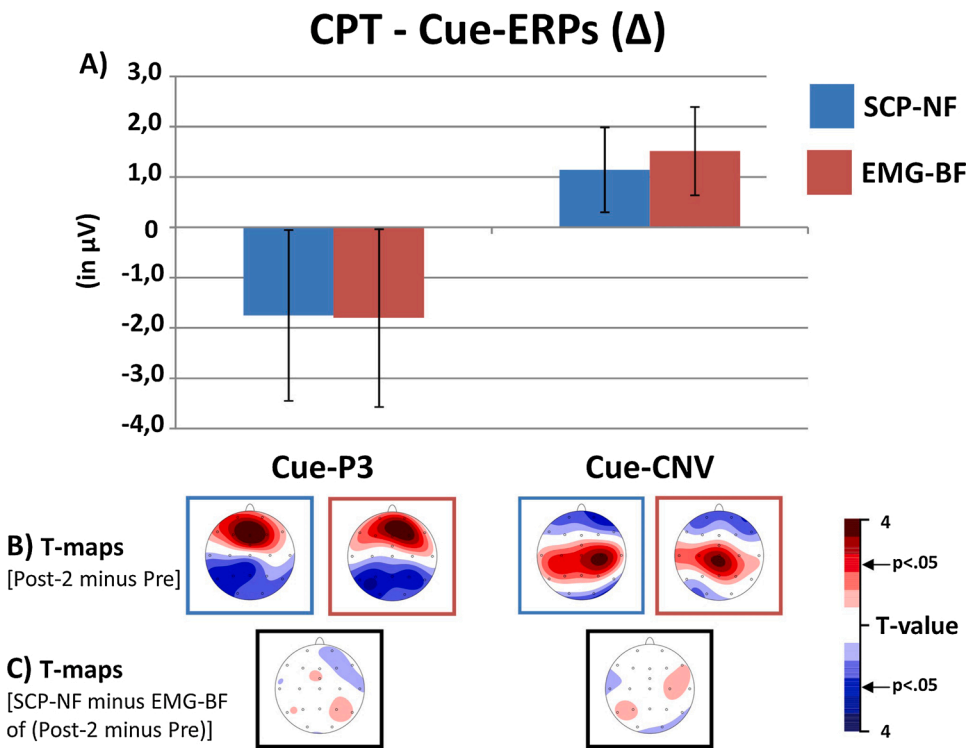 CPT - Cue-ERPs (Δ)
A)
3,0
2,0
1,0
0
-1,0
-2,0
-3,0
-4,0
(in µV)
SCP-NF
EMG-BF
Cue-P3
Cue-CNV
B) T-maps
[Post-2 minus Pre]
C) T-maps
[SCP-NF minus EMG-BF
of (Post-2 minus Pre)]
4
p<.05
T-value
p<.05
4